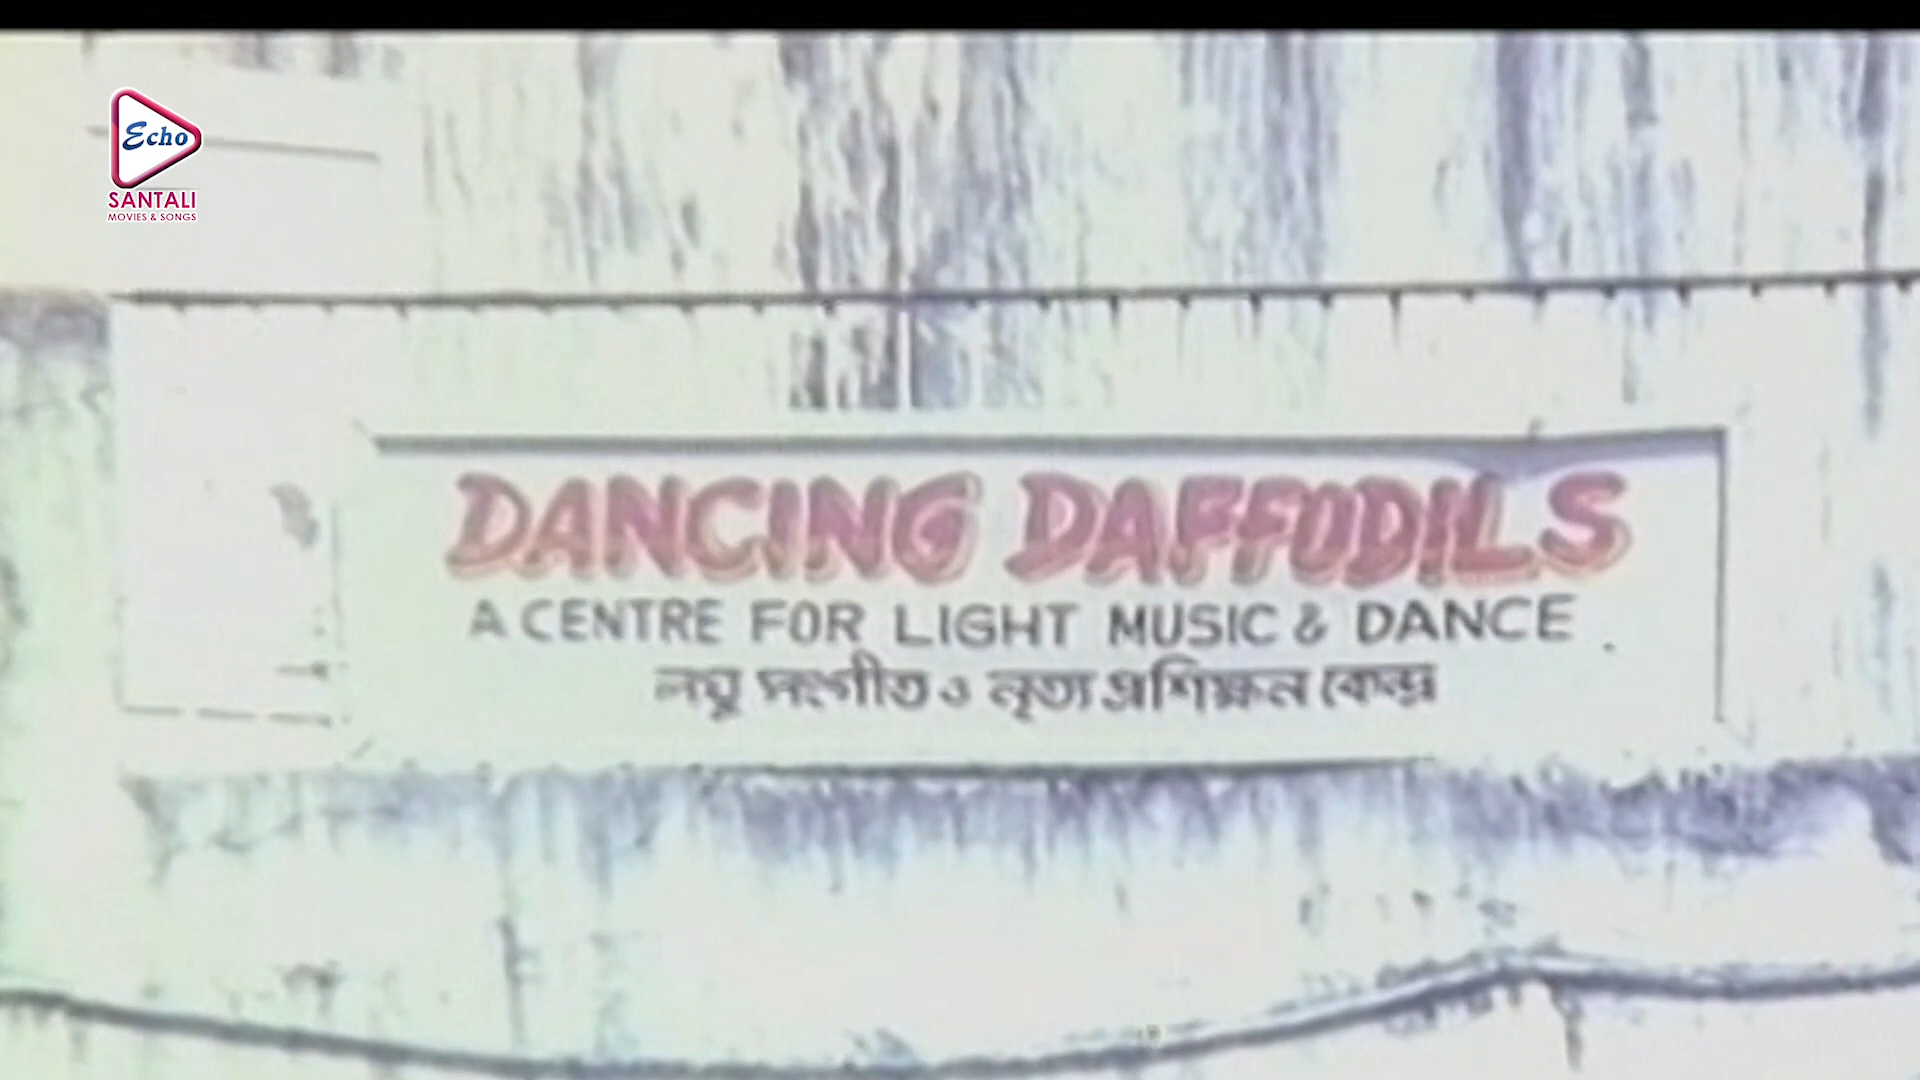 Echo
SANTALI
MOVIES & SONGS
DANCING DAFFODILS
A CENTRE FOR LIGHT MUSIC & DANCE
লঘু সংগীত ও নৃত্য প্রশিক্ষন কেন্দ্র